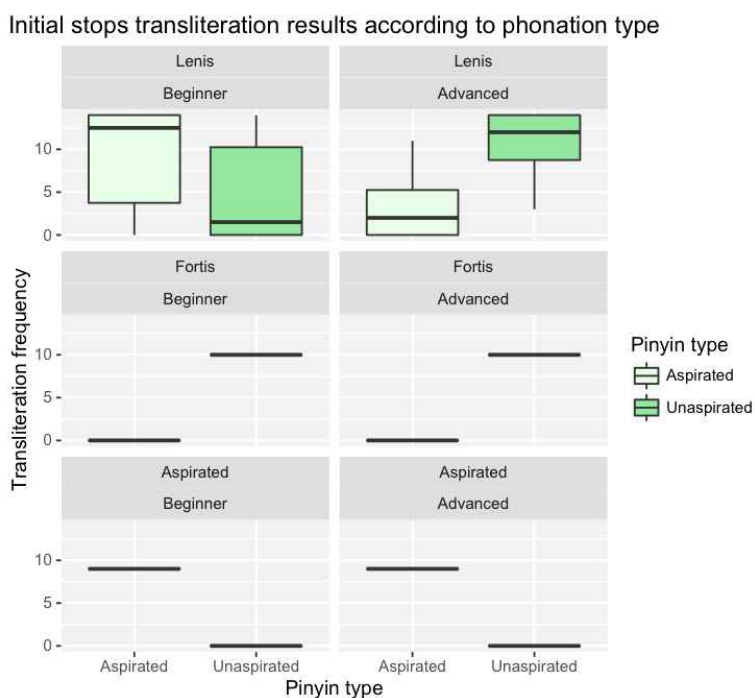 Initial stops transliteration results according to phonation type
Lenis
Beginner
Lenis
Advanced
10
5
0
Fortis
Beginner
Fortis
Advanced
10
5
0
Aspirated
Beginner
Aspirated
Advanced
10
5
0
Aspirated Unaspirated Aspirated Unaspirated
Pinyin type
Transliteration frequency
Pinyin type
Aspirated
Unaspirated